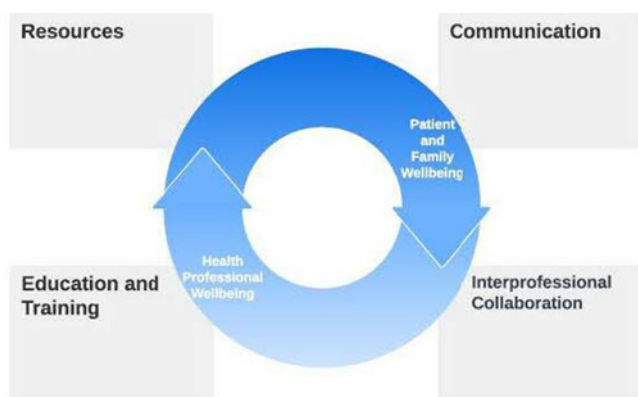 Resources
Communication
Patient
and
Family
Wellbeing
Health
Professional
Wellbeing
Education and
Training
Interprofessional
Collaboration